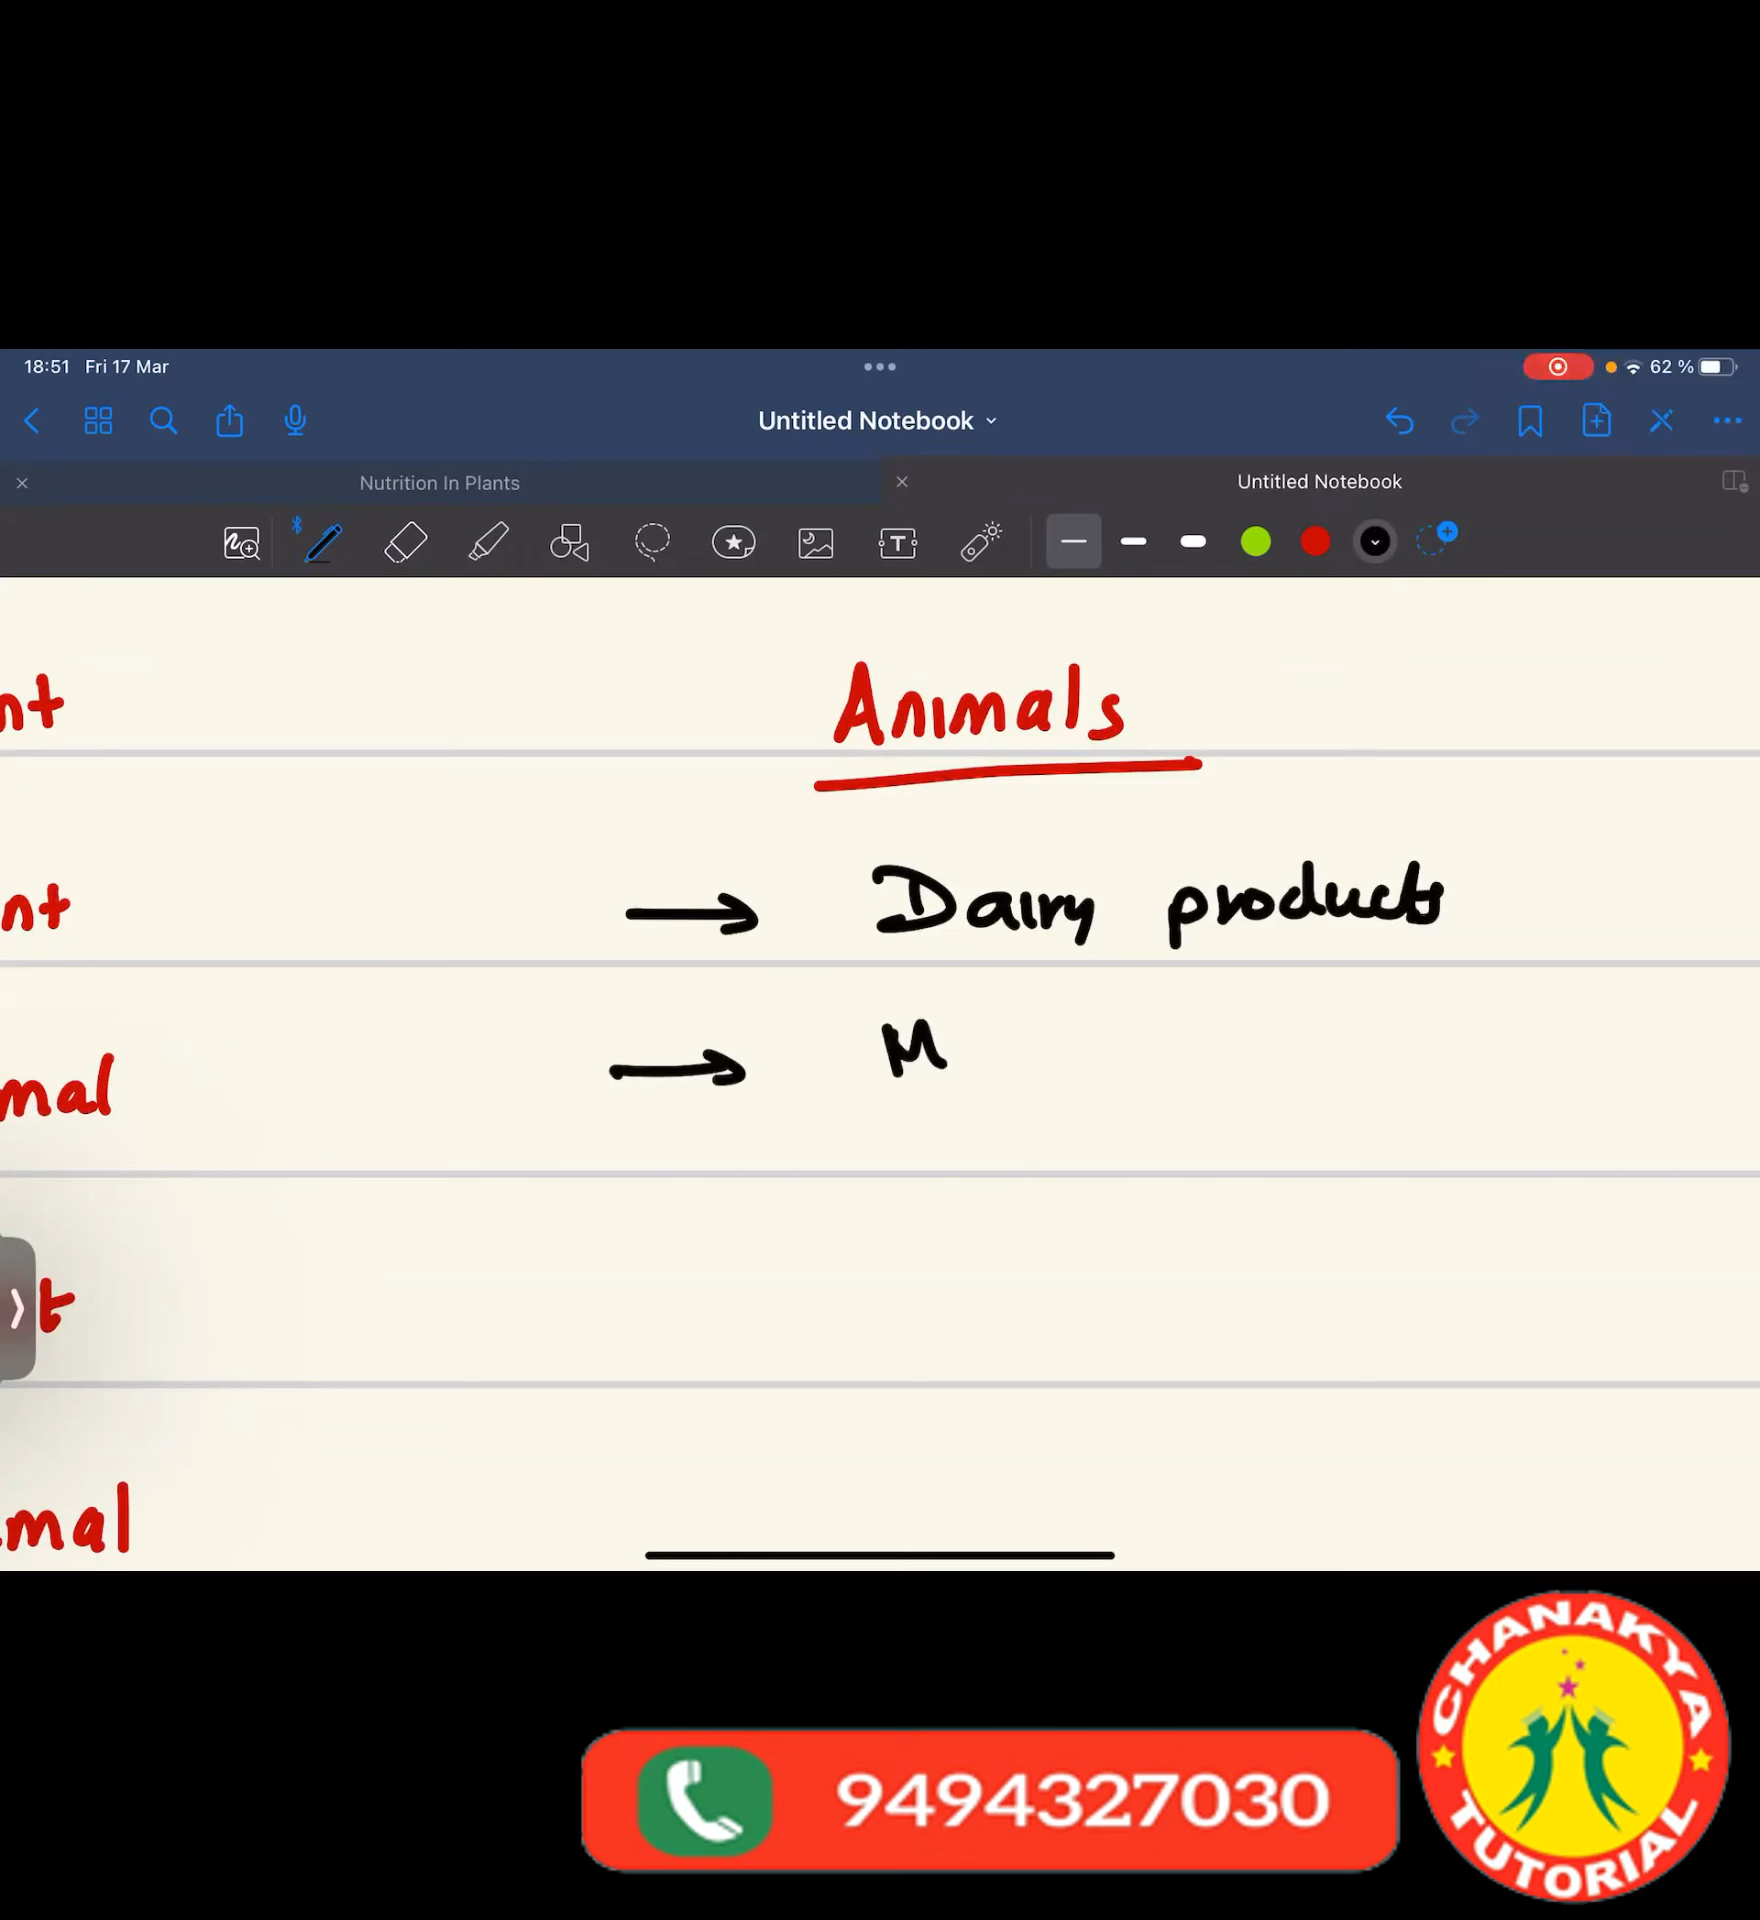 18:51 Fri 17 Mar
62 %
Untitled Notebook
Nutrition In Plants
Untitled Notebook
T
nt Animals
nt → Dairy products
mal → M
t
mal
9494327030
CHANAKYA
TUTORIAL